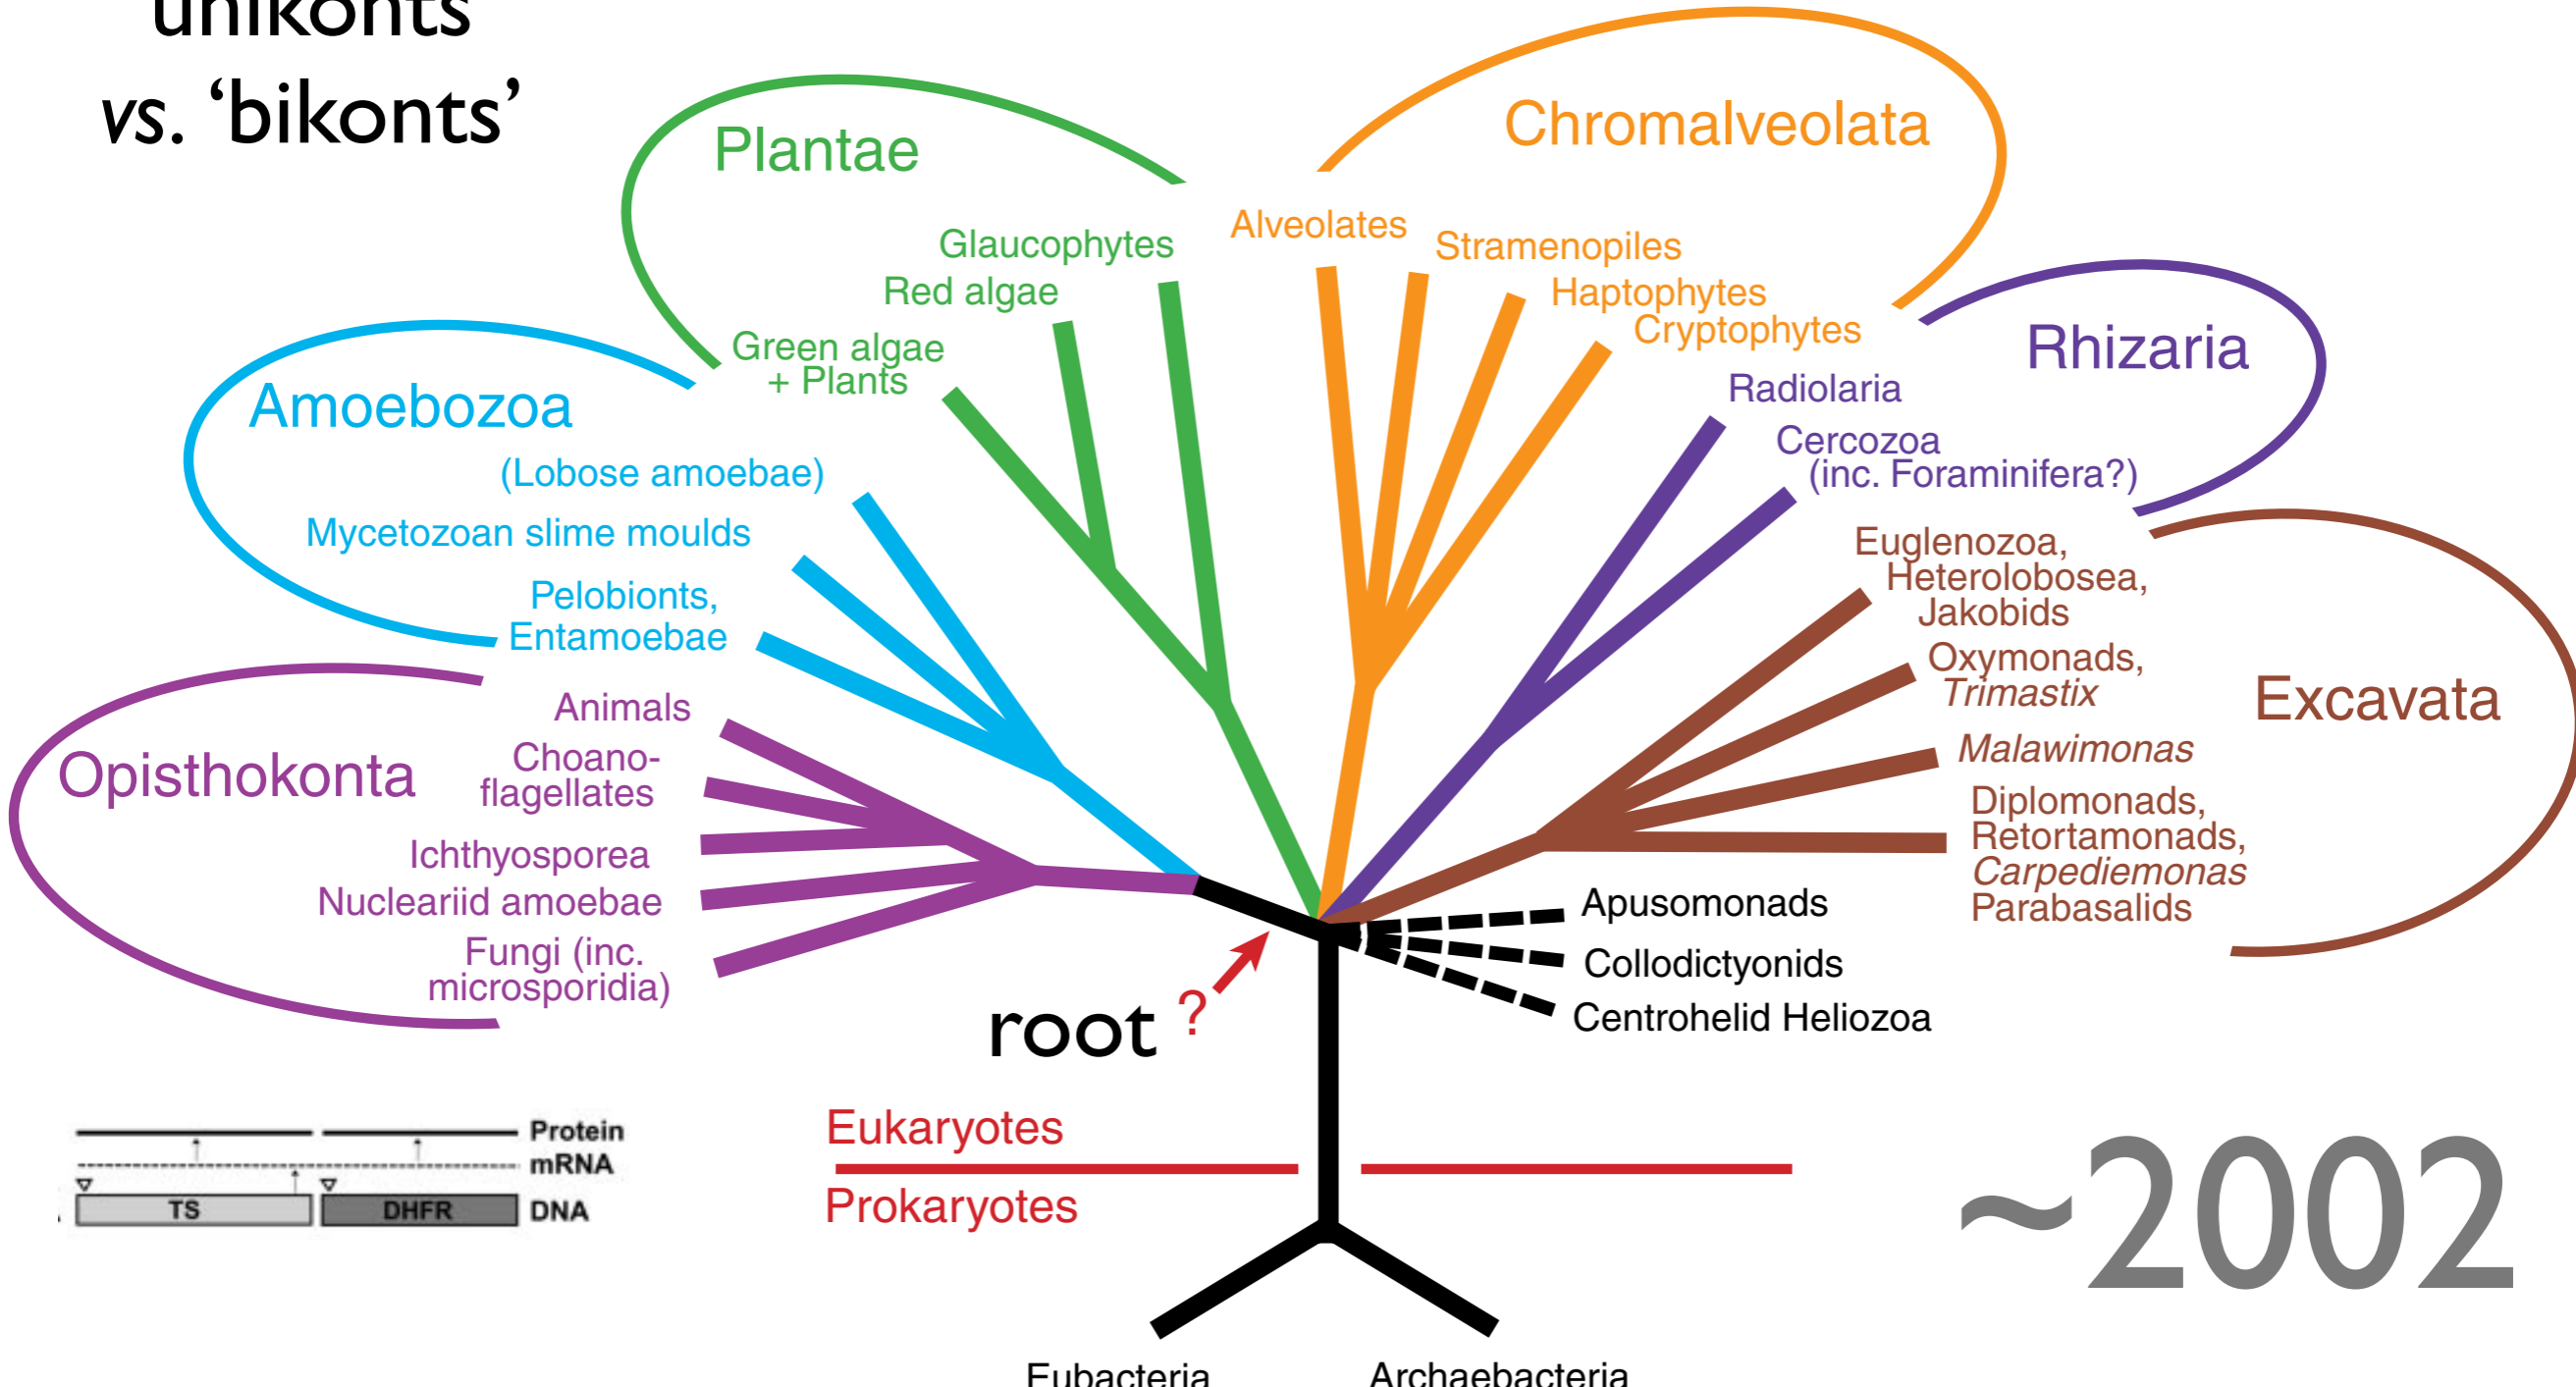 unikonts
vs. ‘bikonts’
Plantae
Chromalveolata
Alveolates
Glaucophytes
Stramenopiles
Red algae
Haptophytes
Cryptophytes
Green algae
+ Plants
Rhizaria
Radiolaria
Amoebozoa
Cercozoa
(inc. Foraminifera?)
(Lobose amoebae)
Mycetozoan slime moulds
Pelobionts,
Entamoebae
Euglenozoa,
Heterolobosea,
Jakobids
Oxymonads,
Trimastix
Excavata
Malawimonas
Diplomonads,
Retortamonads,
Carpediemonas
Parabasalids
Animals
Choano-
flagellates
Opisthokonta
Ichthyosporea
Nucleariid amoebae
Fungi (inc.
microsporidia)
Apusomonads
Collodictyonids
Centrohelid Heliozoa
root ?
Eukaryotes
Prokaryotes
Protein
mRNA
TS DHFR DNA
~2002
Eubacteria
Archaebacteria